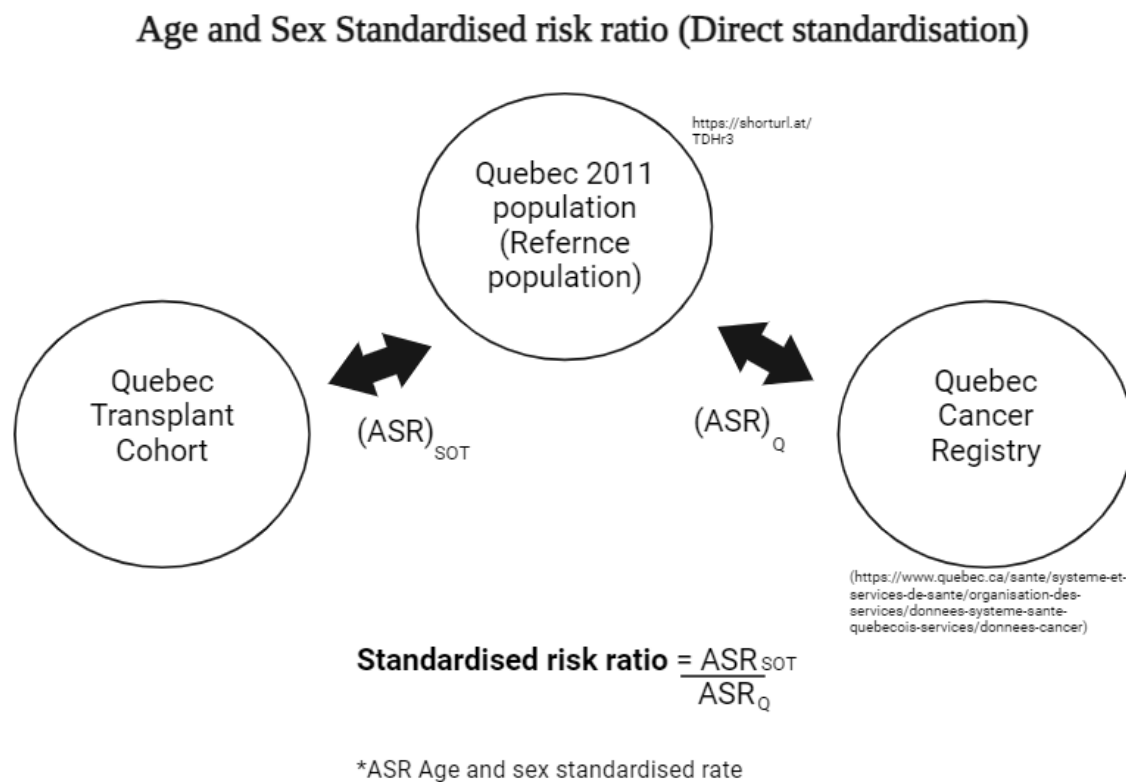 Age and Sex Standardised risk ratio (Direct standardisation)
https://shorturl.at/
TDHr3
Quebec 2011
population
(Refernce
population)
Quebec
Transplant
Cohort
(ASR)SOT
(ASR)Q
Quebec
Cancer
Registry
(https://www.quebec.ca/sante/systeme-et-
services-de-sante/organisation-des-
services/donnees-systeme-sante-
quebecois-services/donnees-cancer)
Standardised risk ratio = ASR SOT
ASRQ
*ASR Age and sex standardised rate